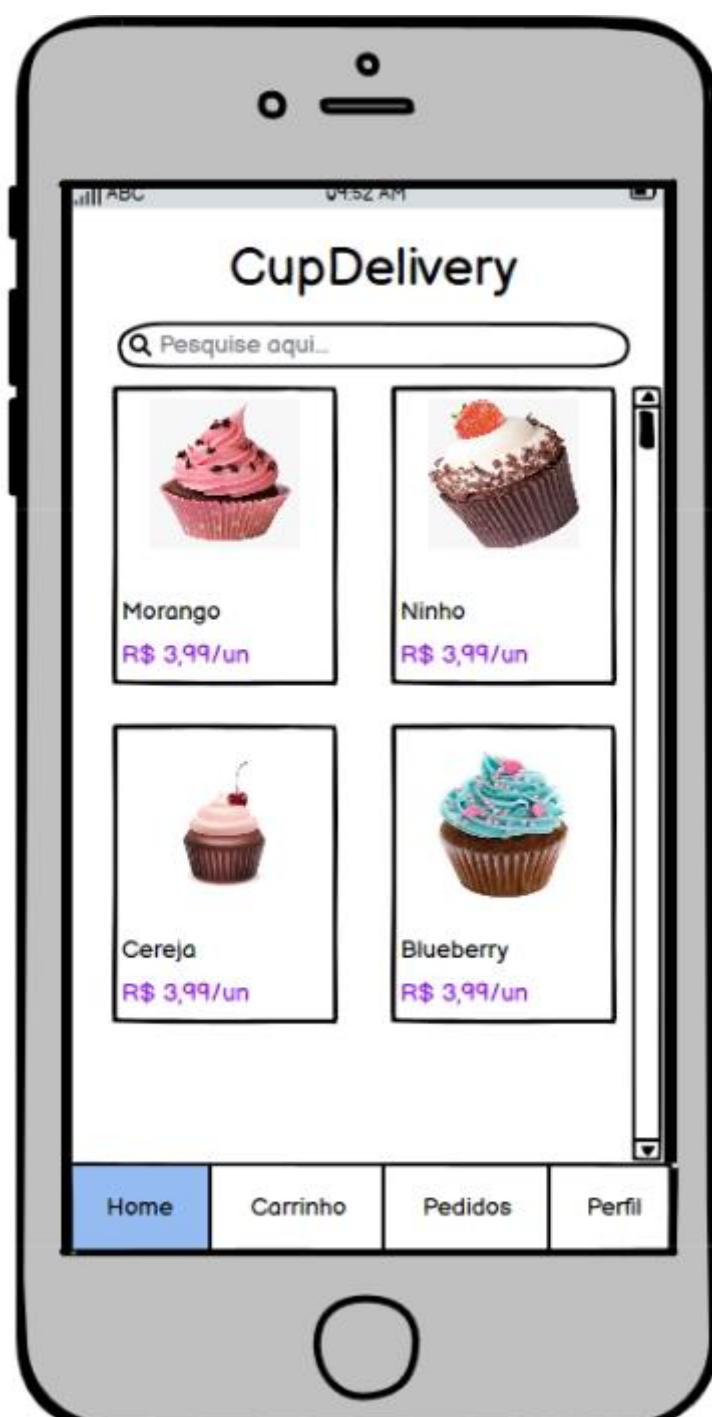 ABC 09:52 AM
CupDelivery
Pesquise aqui...
Morango Ninho
R$ 3,99/un R$ 3,99/un
Cereja Blueberry
R$ 3,99/un R$ 3,99/un
Home Carrinho Pedidos Perfil